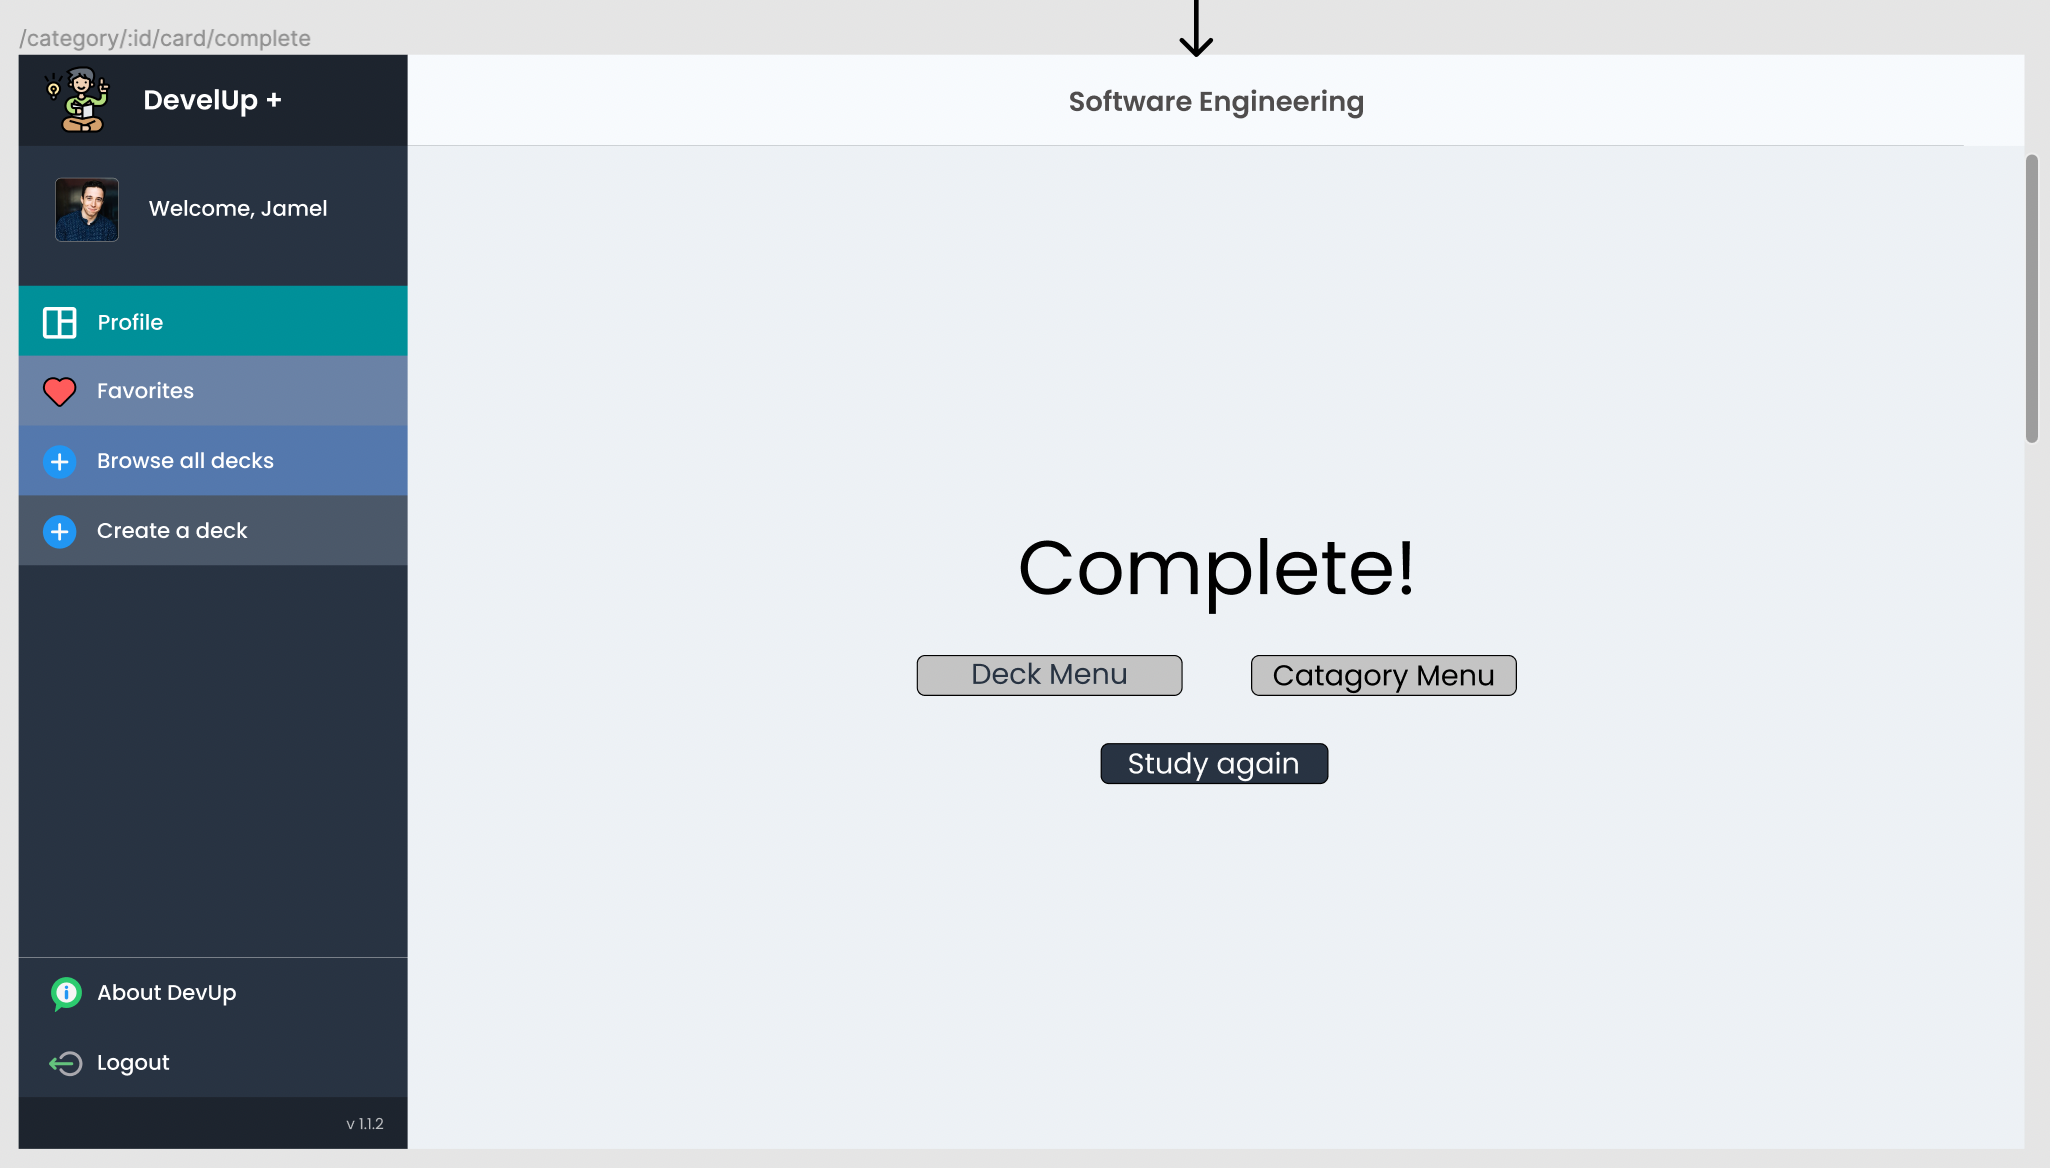 /category/:id/card/complete
DevelUp +
Software Engineering
Welcome, Jamel
Profile
Favorites
Browse all decks
Create a deck
Complete!
Deck Menu
Catagory Menu
Study again
About DevUp
Logout
v 1.1.2